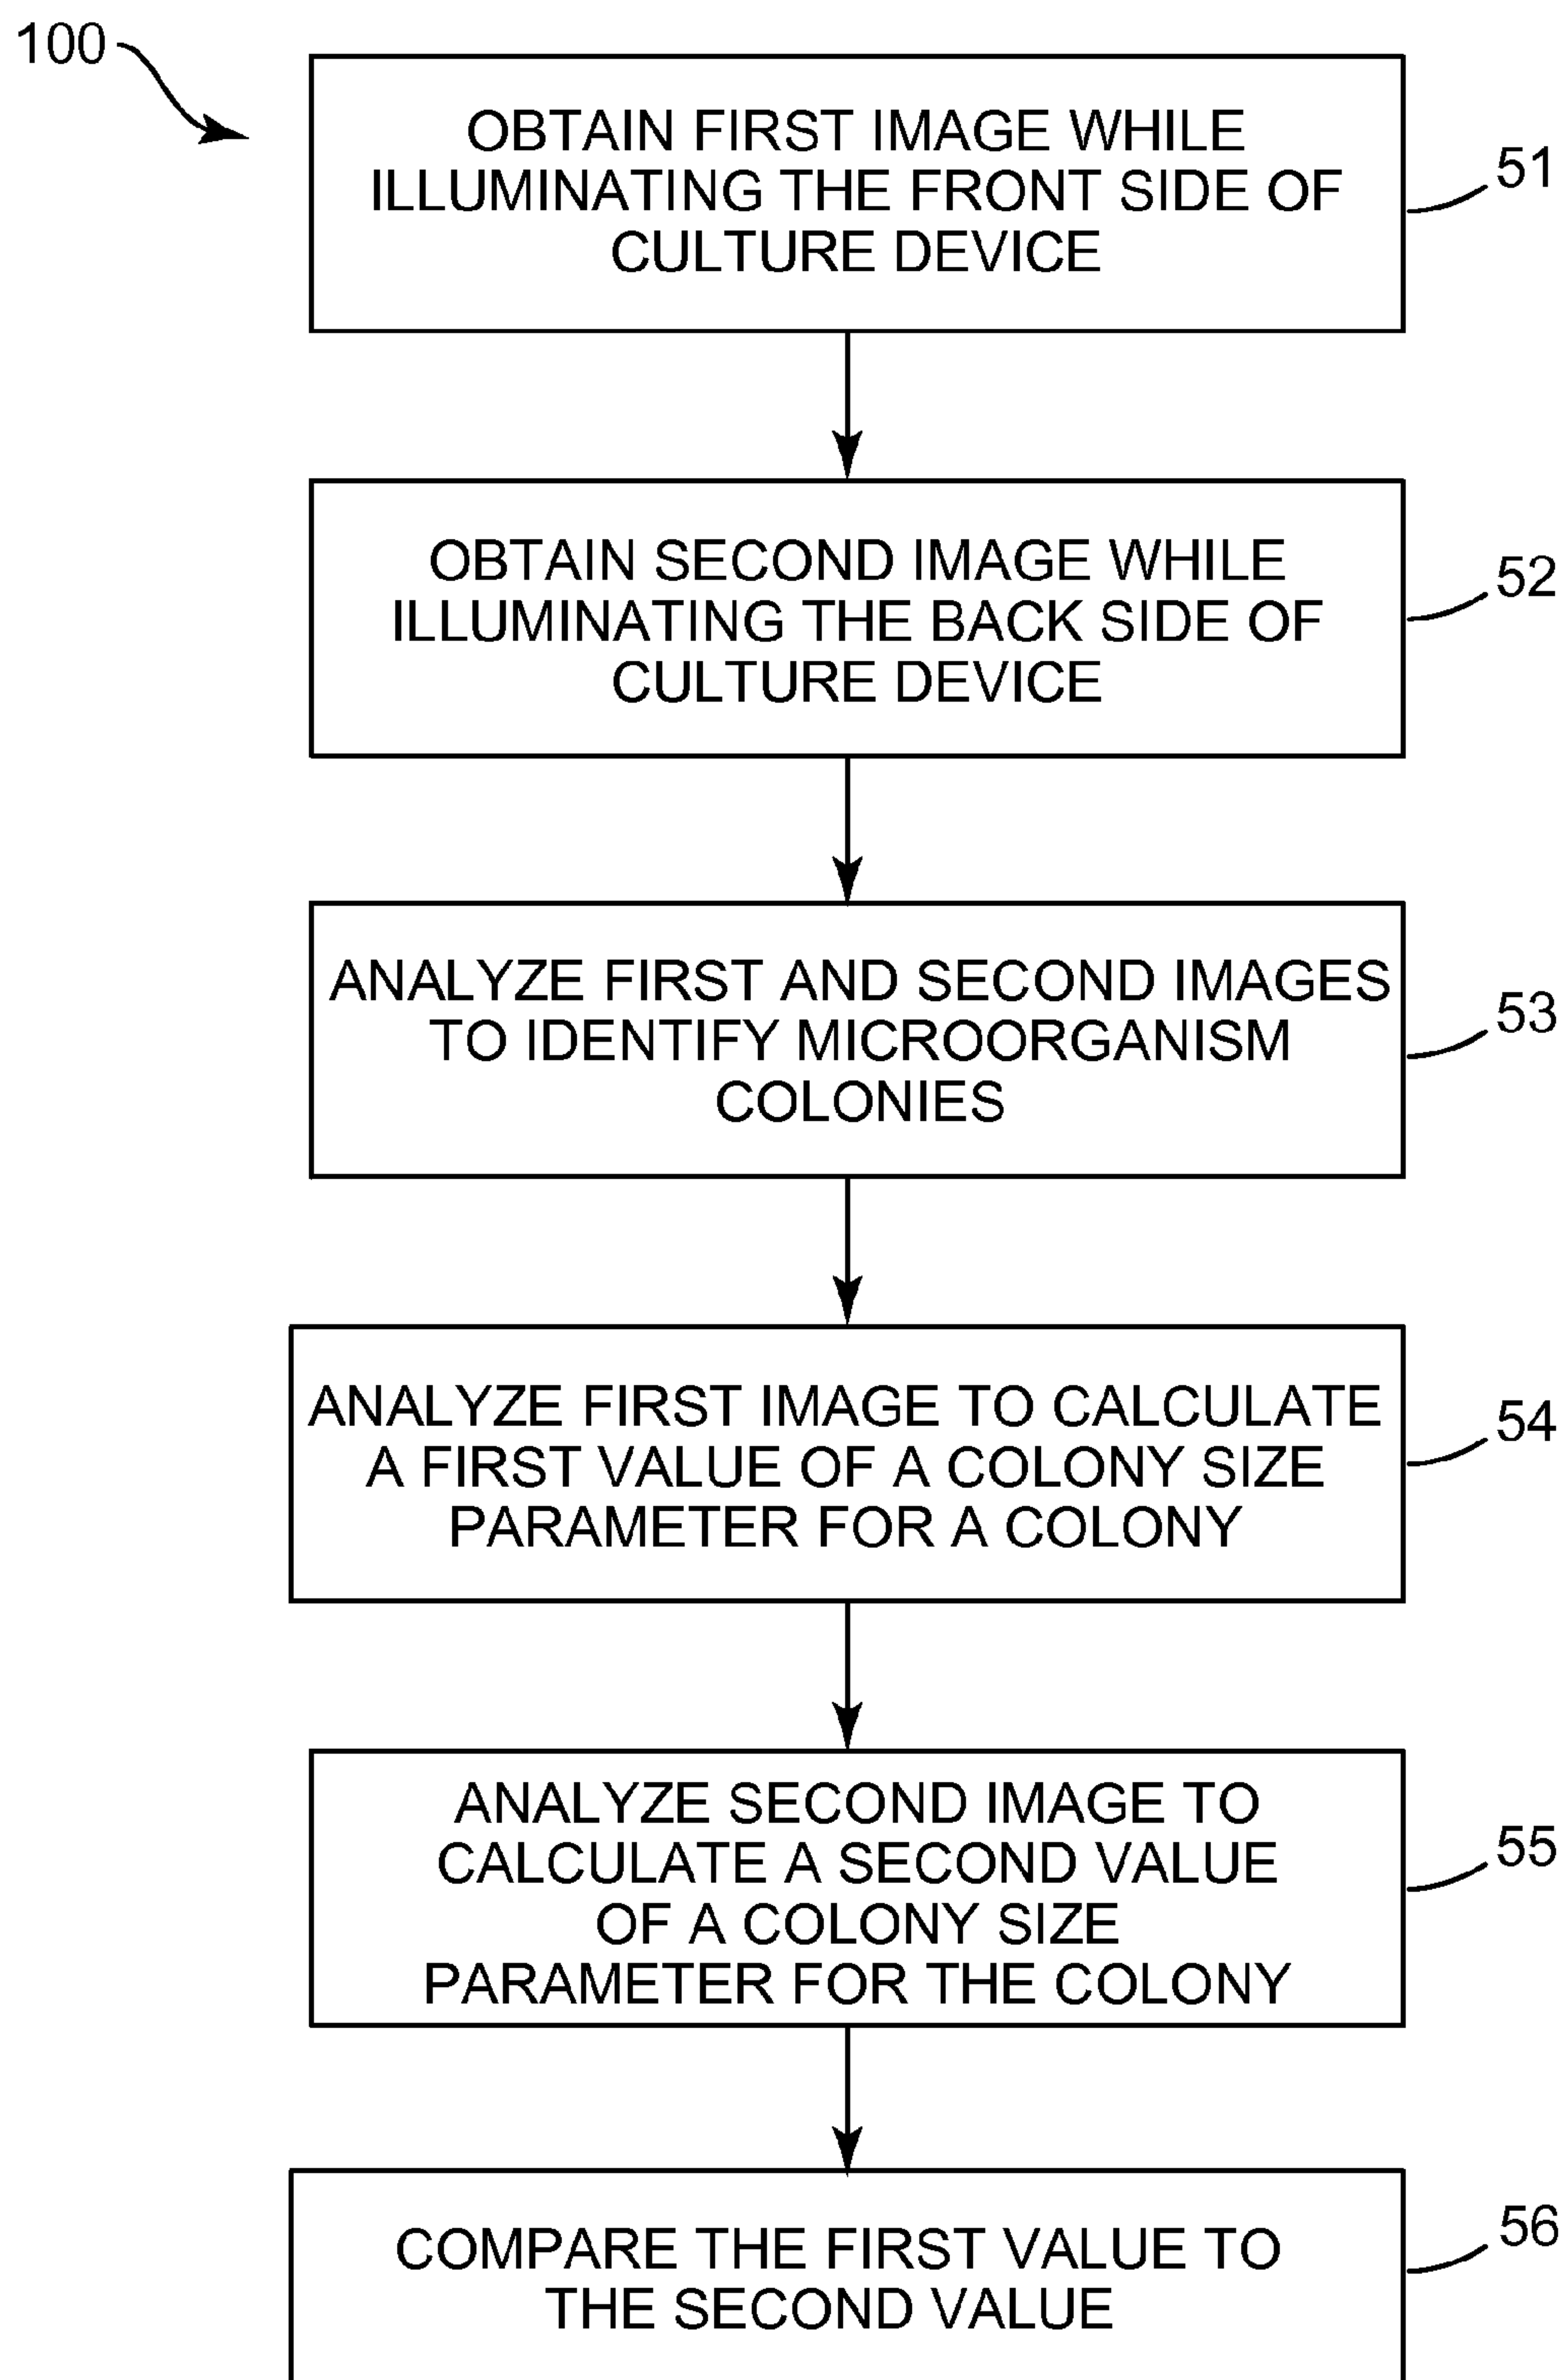 100
OBTAIN FIRST IMAGE WHILE
ILLUMINATING THE FRONT SIDE OF
CULTURE DEVICE
51
OBTAIN SECOND IMAGE WHILE
ILLUMINATING THE BACK SIDE OF
CULTURE DEVICE
52
ANALYZE FIRST AND SECOND IMAGES
TO IDENTIFY MICROORGANISM
COLONIES
53
ANALYZE FIRST IMAGE TO CALCULATE
A FIRST VALUE OF A COLONY SIZE
PARAMETER FOR A COLONY
54
ANALYZE SECOND IMAGE TO
CALCULATE A SECOND VALUE
OF A COLONY SIZE
PARAMETER FOR THE COLONY
55
COMPARE THE FIRST VALUE TO
THE SECOND VALUE
56